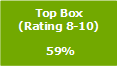 Top Box
(Rating 8-10)
59%